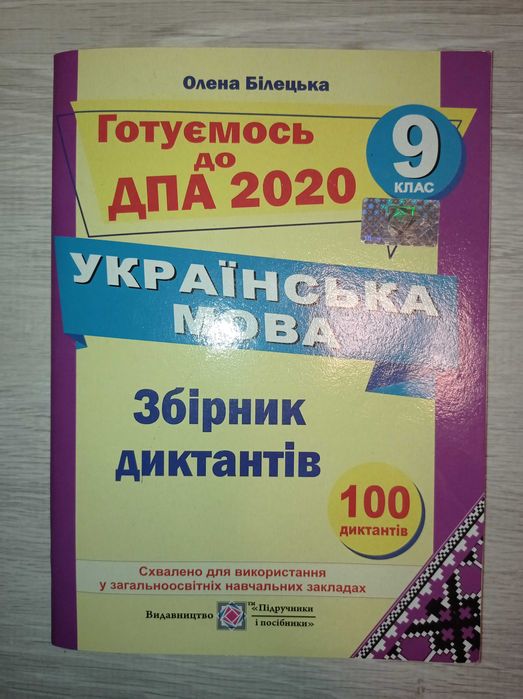 Олена Білецька
Готуємось
до
ДПА 2020
9
КЛАС
УКРАЇНСЬКА
МОВА
Збірник
диктантів
100
диктантів
Схвалено для використання
у загальноосвітніх навчальних закладах
Видавництво ™ «Підручники
і посібники»